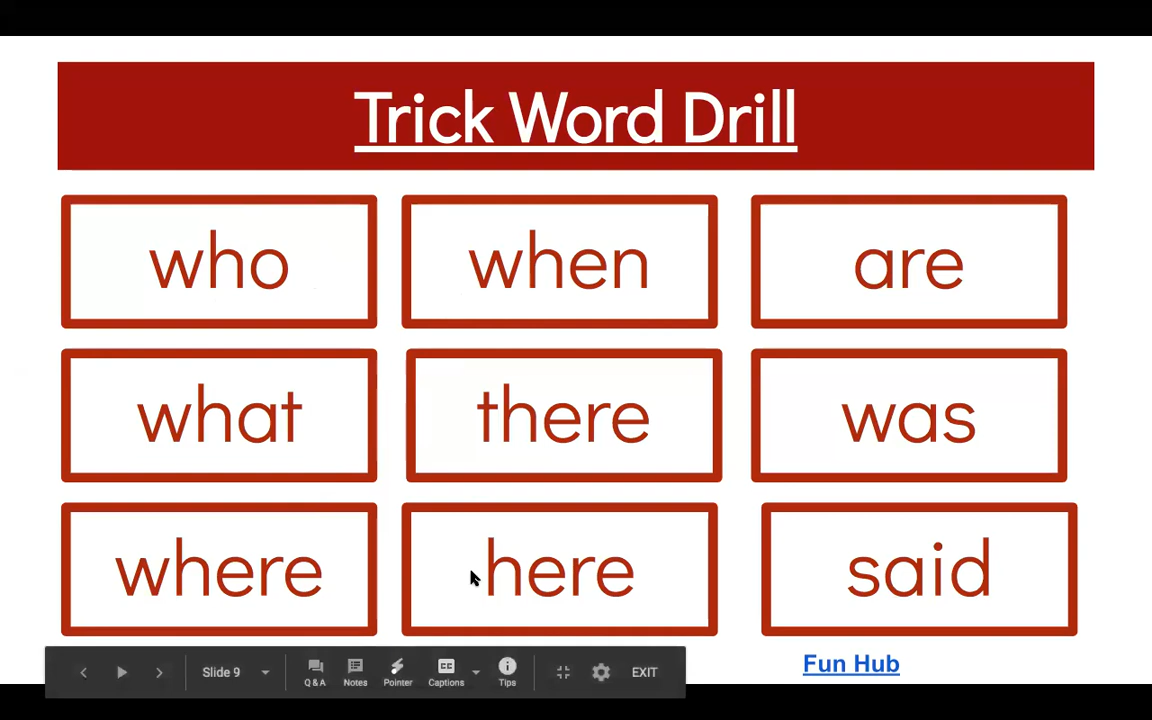 Trick Word Drill
who when are
what there was
where here said
Fun Hub
Slide 9 Q & A Notes Pointer CC Captions Tips EXIT